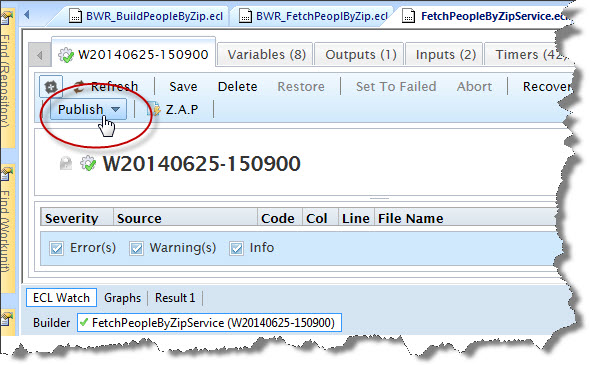 BWR_BuildPeopleByZip.ecl
BWR_FetchPeoplByZip.ecl
FetchPeopleByZipService.ecl
W20140625-150900
Variables (8)
Outputs (1)
Inputs (2)
Timers (42)
Refresh
Save
Delete
Restore
Set To Failed
Abort
Recover
Publish
Z.A.P
W20140625-150900
Severity
Source
Code
Col
Line
File Name
Error(s)
Warning(s)
Info
ECL Watch
Graphs
Result 1
Builder
FetchPeopleByZipService (W20140625-150900)
Find (Repository)
Find (Workunit)